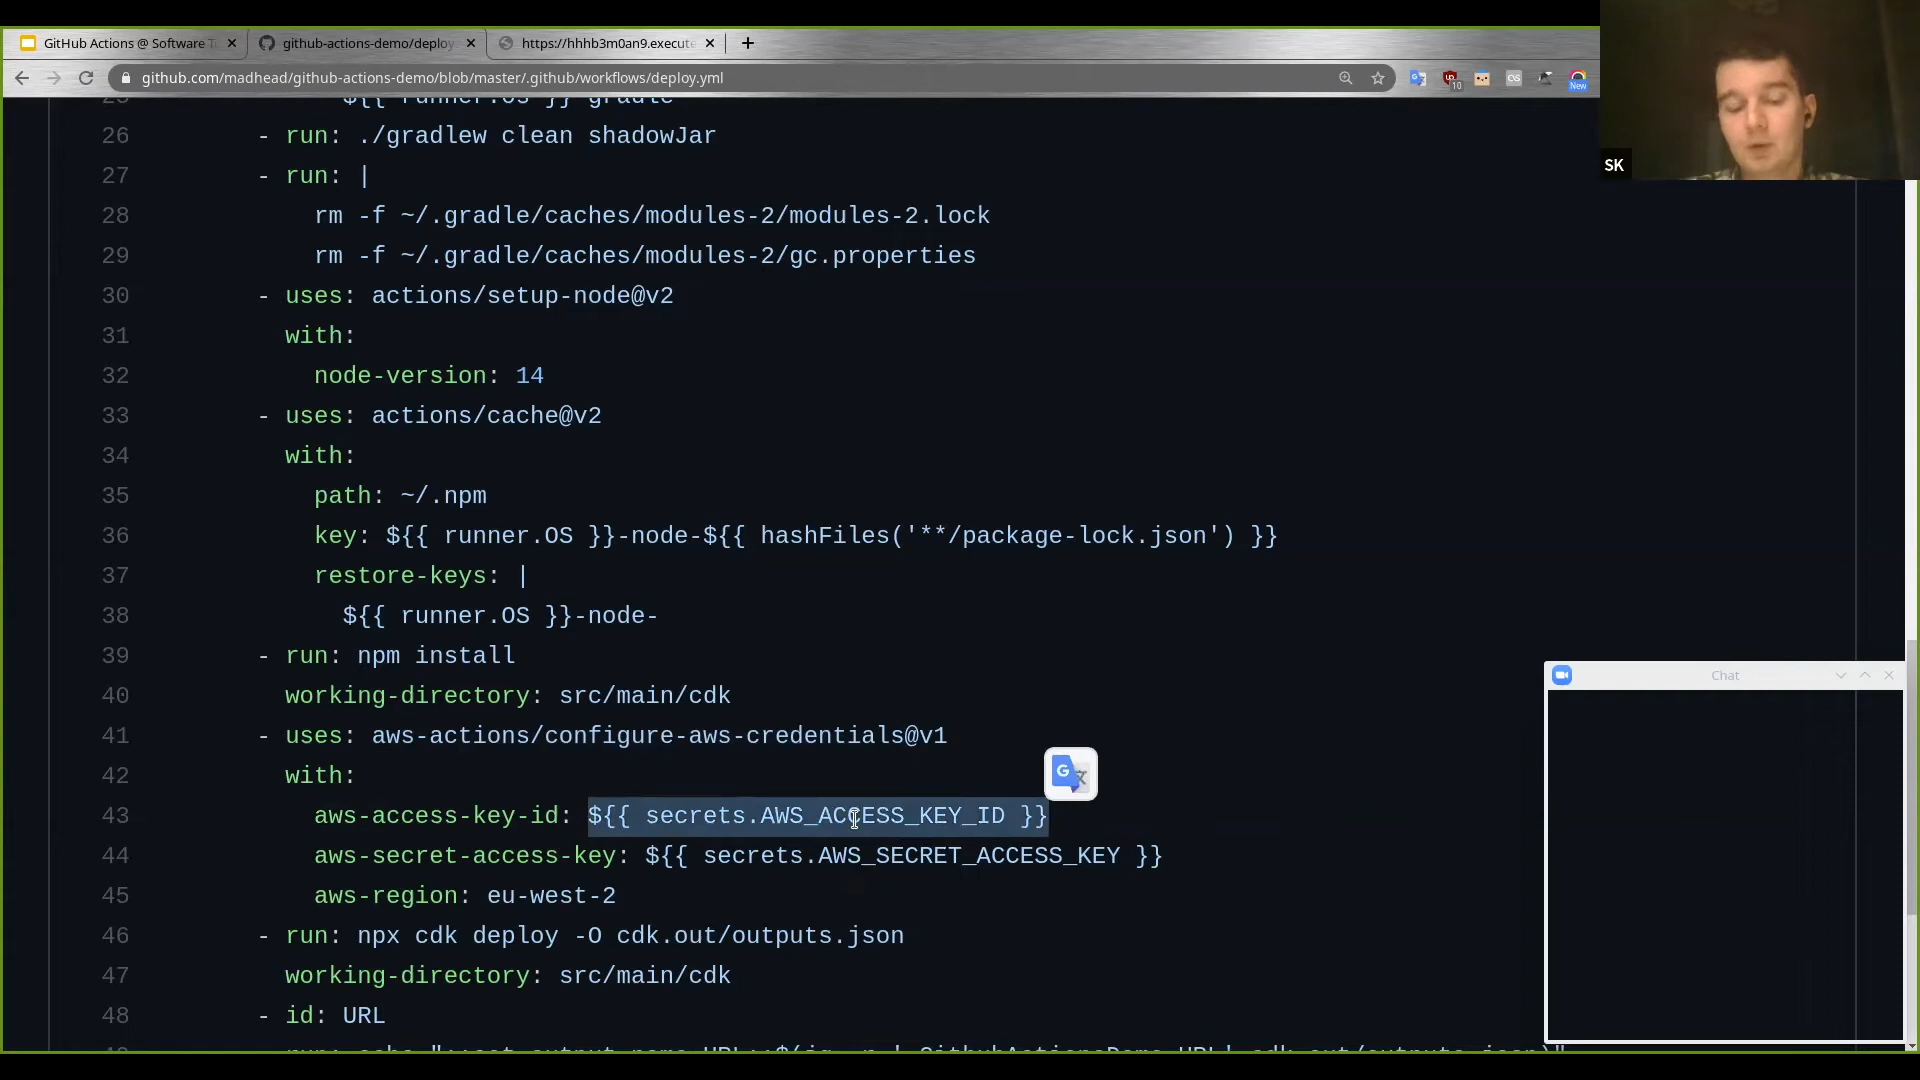 GitHub Actions @ Software T
github-actions-demo/deploy
https://hhhb3m0an9.execute
github.com/madhead/github-actions-demo/blob/master/.github/workflows/deploy.yml
10
New
SK
25 ${{ runner.os }} gradle
26 - run: ./gradlew clean shadowJar
27 - run: |
28 rm -f ~/.gradle/caches/modules-2/modules-2.lock
29 rm -f ~/.gradle/caches/modules-2/gc.properties
30 - uses: actions/setup-node@v2
31 with:
32 node-version: 14
33 - uses: actions/cache@v2
34 with:
35 path: ~/.npm
36 key: ${{ runner.OS }}-node-${{ hashFiles('**/package-lock.json') }}
37 restore-keys: |
38 ${{ runner.OS }}-node-
39 - run: npm install
40 working-directory: src/main/cdk
41 - uses: aws-actions/configure-aws-credentials@v1
42 with:
43 aws-access-key-id: ${{ secrets.AWS_ACCESS_KEY_ID }}
44 aws-secret-access-key: ${{ secrets.AWS_SECRET_ACCESS_KEY }}
45 aws-region: eu-west-2
46 - run: npx cdk deploy -O cdk.out/outputs.json
47 working-directory: src/main/cdk
48 - id: URL
Chat